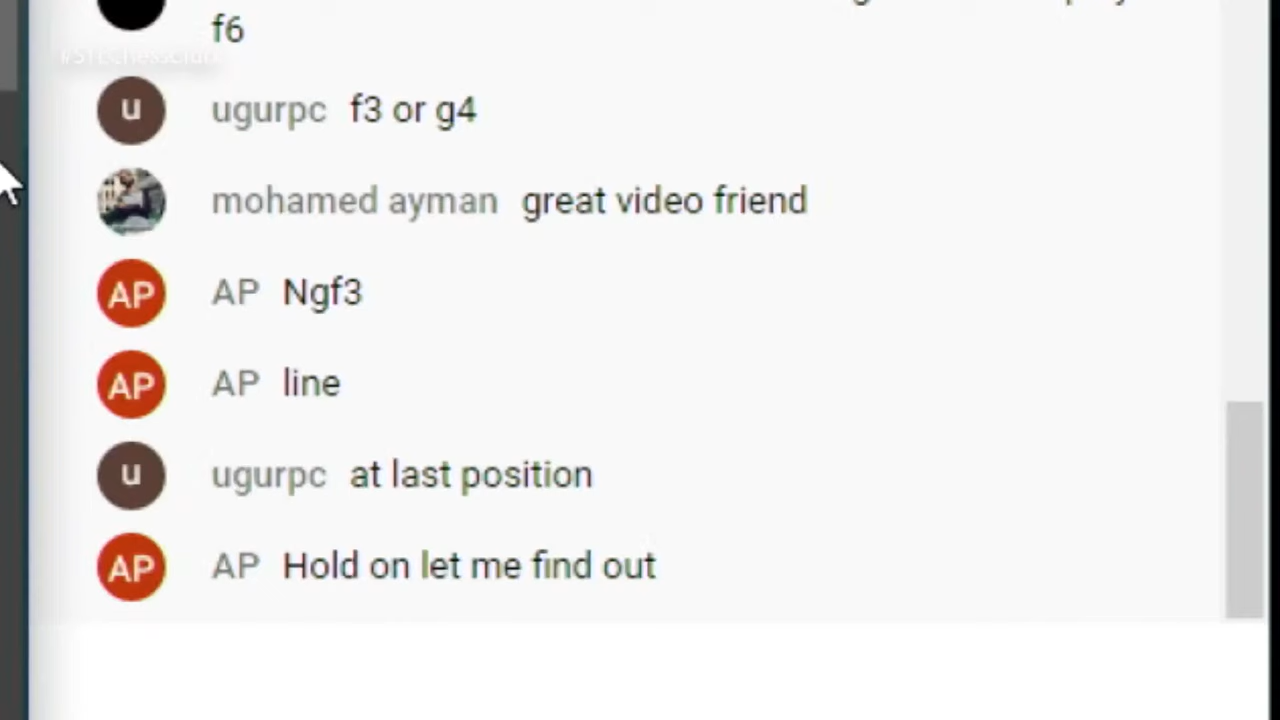 f6
u ugurpc f3 or g4
mohamed ayman great video friend
AP AP Ngf3
AP AP line
u ugurpc at last position
AP AP Hold on let me find out